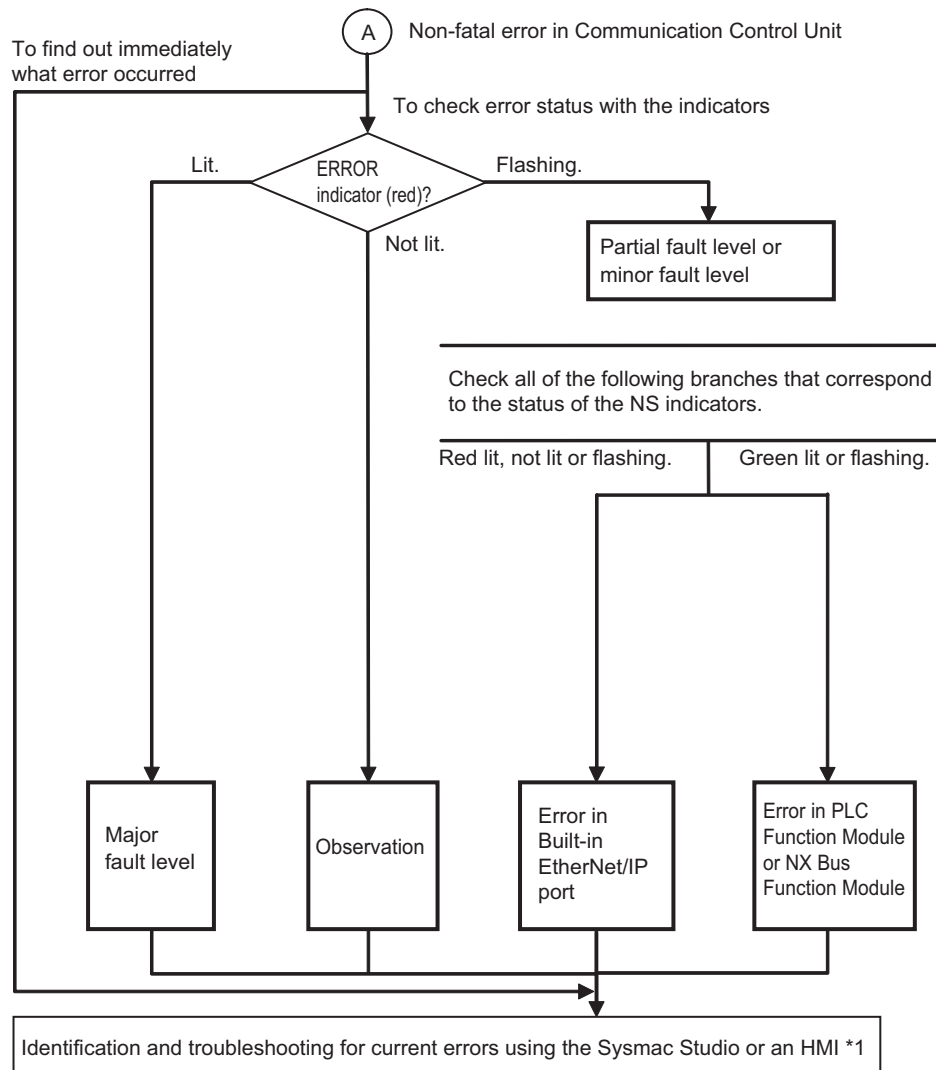 A
Non-fatal error in Communication Control Unit
To find out immediately
what error occurred
To check error status with the indicators
Lit.
ERROR
indicator (red)?
Flashing.
Not lit.
Partial fault level or
minor fault level
Check all of the following branches that correspond
to the status of the NS indicators.
Red lit, not lit or flashing.
Green lit or flashing.
Major
fault level
Observation
Error in
Built-in
EtherNet/IP
port
Error in PLC
Function Module
or NX Bus
Function Module
Identification and troubleshooting for current errors using the Sysmac Studio or an HMI *1